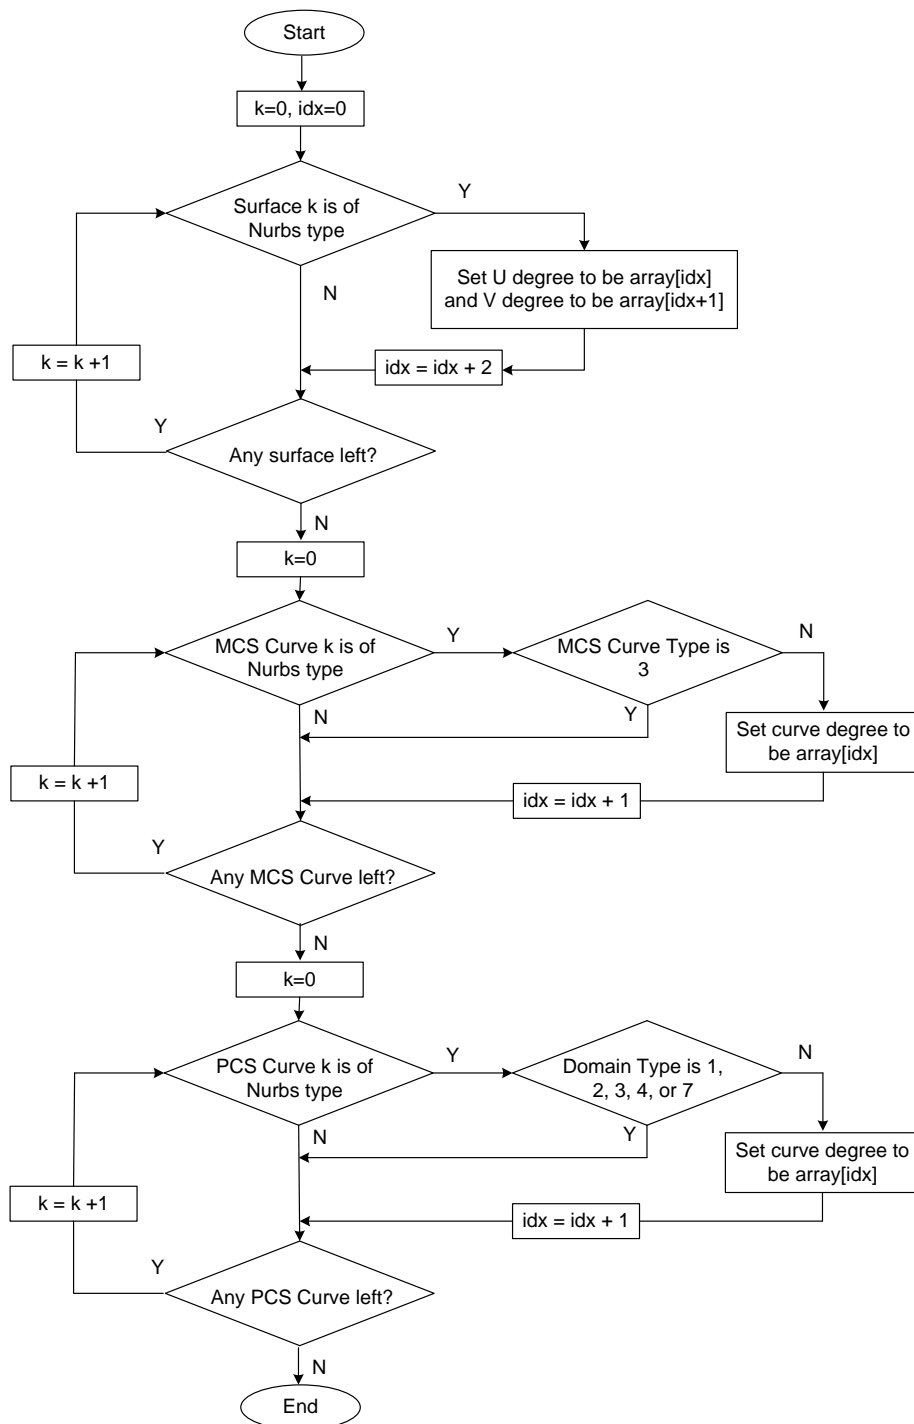 Start
k=0, idx=0
Surface k is of
Nurbs type
Y
Set U degree to be array[idx]
and V degree to be array[idx+1]
N
k = k +1
idx = idx + 2
Y
Any surface left?
N
k=0
MCS Curve k is of
Nurbs type
Y
MCS Curve Type is
3
N
N
Y
Set curve degree to
be array[idx]
k = k +1
idx = idx + 1
Y
Any MCS Curve left?
N
k=0
PCS Curve k is of
Nurbs type
Y
Domain Type is 1,
2, 3, 4, or 7
N
N
Y
Set curve degree to
be array[idx]
k = k +1
idx = idx + 1
Y
Any PCS Curve left?
N
End